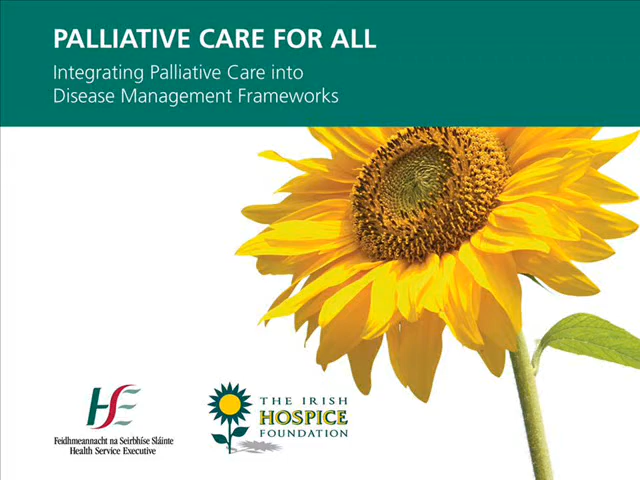 PALLIATIVE CARE FOR ALL
Integrating Palliative Care into
Disease Management Frameworks
HSE
Feidhmeannacht na Seirbhíse Sláinte
Health Service Executive
THE IRISH
HOSPICE
FOUNDATION